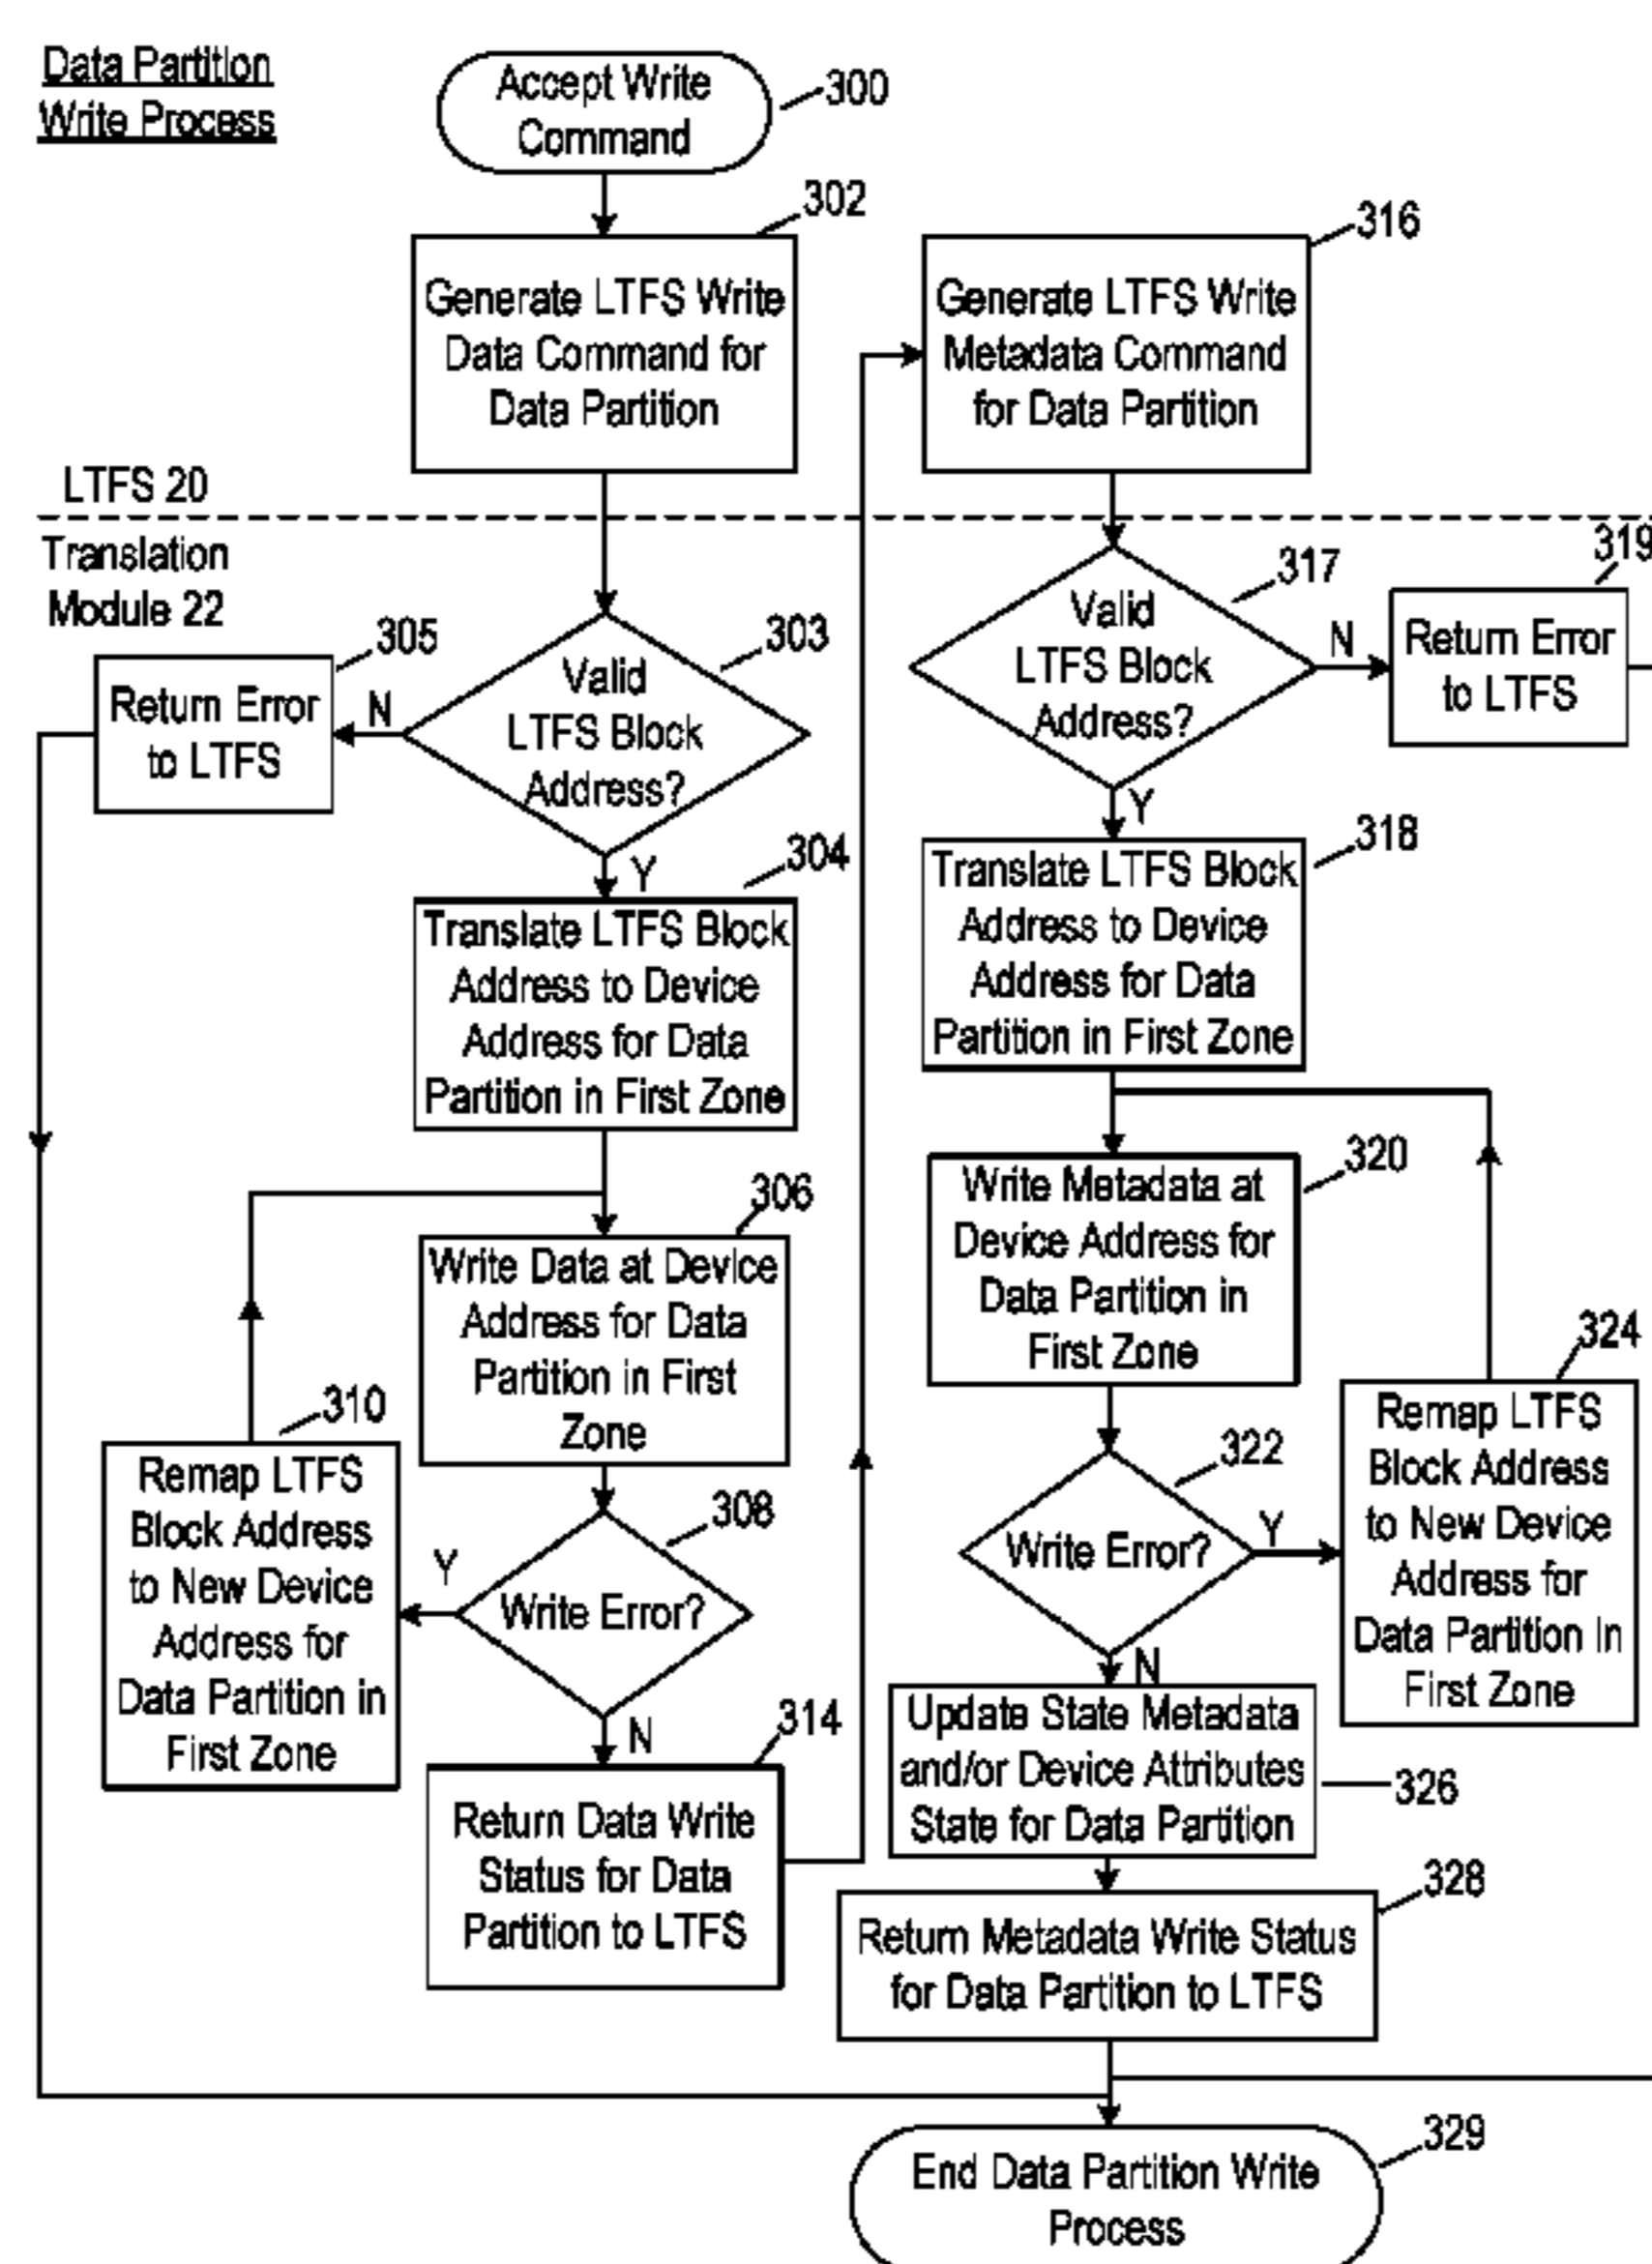 Data Partition
Write Process
Accept Write
Command
300
302
Generate LTFS Write
Data Command for
Data Partition
316
Generate LTFS Write
Metadata Command
for Data Partition
LTFS 20
Translation
Module 22
303
Valid
LTFS Block
Address?
N
305
Return Error
to LTFS
Y
304
Translate LTFS Block
Address to Device
Address for Data
Partition in First Zone
306
Write Data at Device
Address for Data
Partition in First
Zone
308
Write Error?
Y
310
Remap LTFS
Block Address
to New Device
Address for
Data Partition in
First Zone
N
314
Return Data Write
Status for Data
Partition to LTFS
317
Valid
LTFS Block
Address?
N
319
Return Error
to LTFS
Y
318
Translate LTFS Block
Address to Device
Address for Data
Partition in First Zone
320
Write Metadata at
Device Address for
Data Partition in
First Zone
322
Write Error?
Y
324
Remap LTFS
Block Address
to New Device
Address for
Data Partition In
First Zone
N
Update State Metadata
and/or Device Attributes
State for Data Partition
326
328
Return Metadata Write Status
for Data Partition to LTFS
329
End Data Partition Write
Process